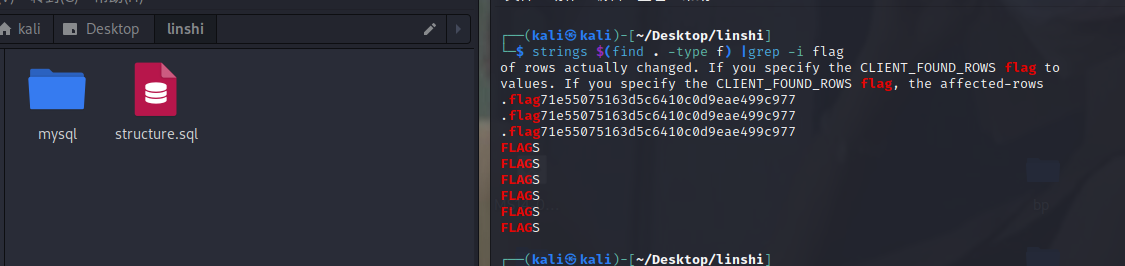 kali Desktop linshi
mysql structure.sql
┌──(kali㉿kali)-[~/Desktop/linshi]
└─$ strings $(find . -type f) |grep -i flag
of rows actually changed. If you specify the CLIENT_FOUND_ROWS flag to
values. If you specify the CLIENT_FOUND_ROWS flag, the affected-rows
.flag71e55075163d5c6410c0d9eae499c977
.flag71e55075163d5c6410c0d9eae499c977
.flag71e55075163d5c6410c0d9eae499c977
FLAGS
FLAGS
FLAGS
FLAGS
FLAGS
FLAGS
┌──(kali㉿kali)-[~/Desktop/linshi]